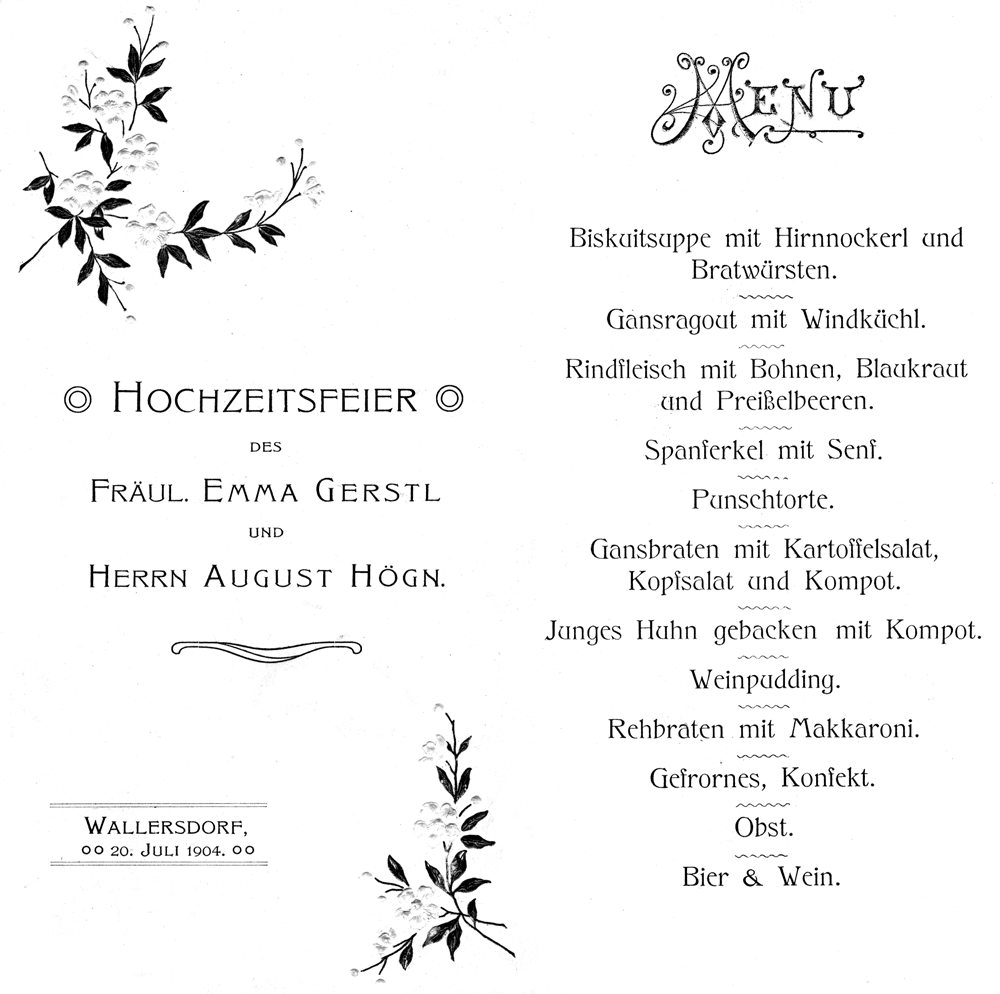 HOCHZEITSFEIER
DES
FRÄUL. EMMA GERSTL
UND
HERRN AUGUST HÖGN.
WALLERSDORF,
20. JULI 1904.
MENU
Biskuitsuppe mit Hirnnockerl und
Bratwürsten.
Gansragout mit Windküchl.
Rindfleisch mit Bohnen, Blaukraut
und Preißelbeeren.
Spanferkel mit Senf.
Punschtorte.
Gansbraten mit Kartoffelsalat,
Kopfsalat und Kompot.
Junges Huhn gebacken mit Kompot.
Weinpudding.
Rehbraten mit Makkaroni.
Gefrornes, Konfekt.
Obst.
Bier & Wein.